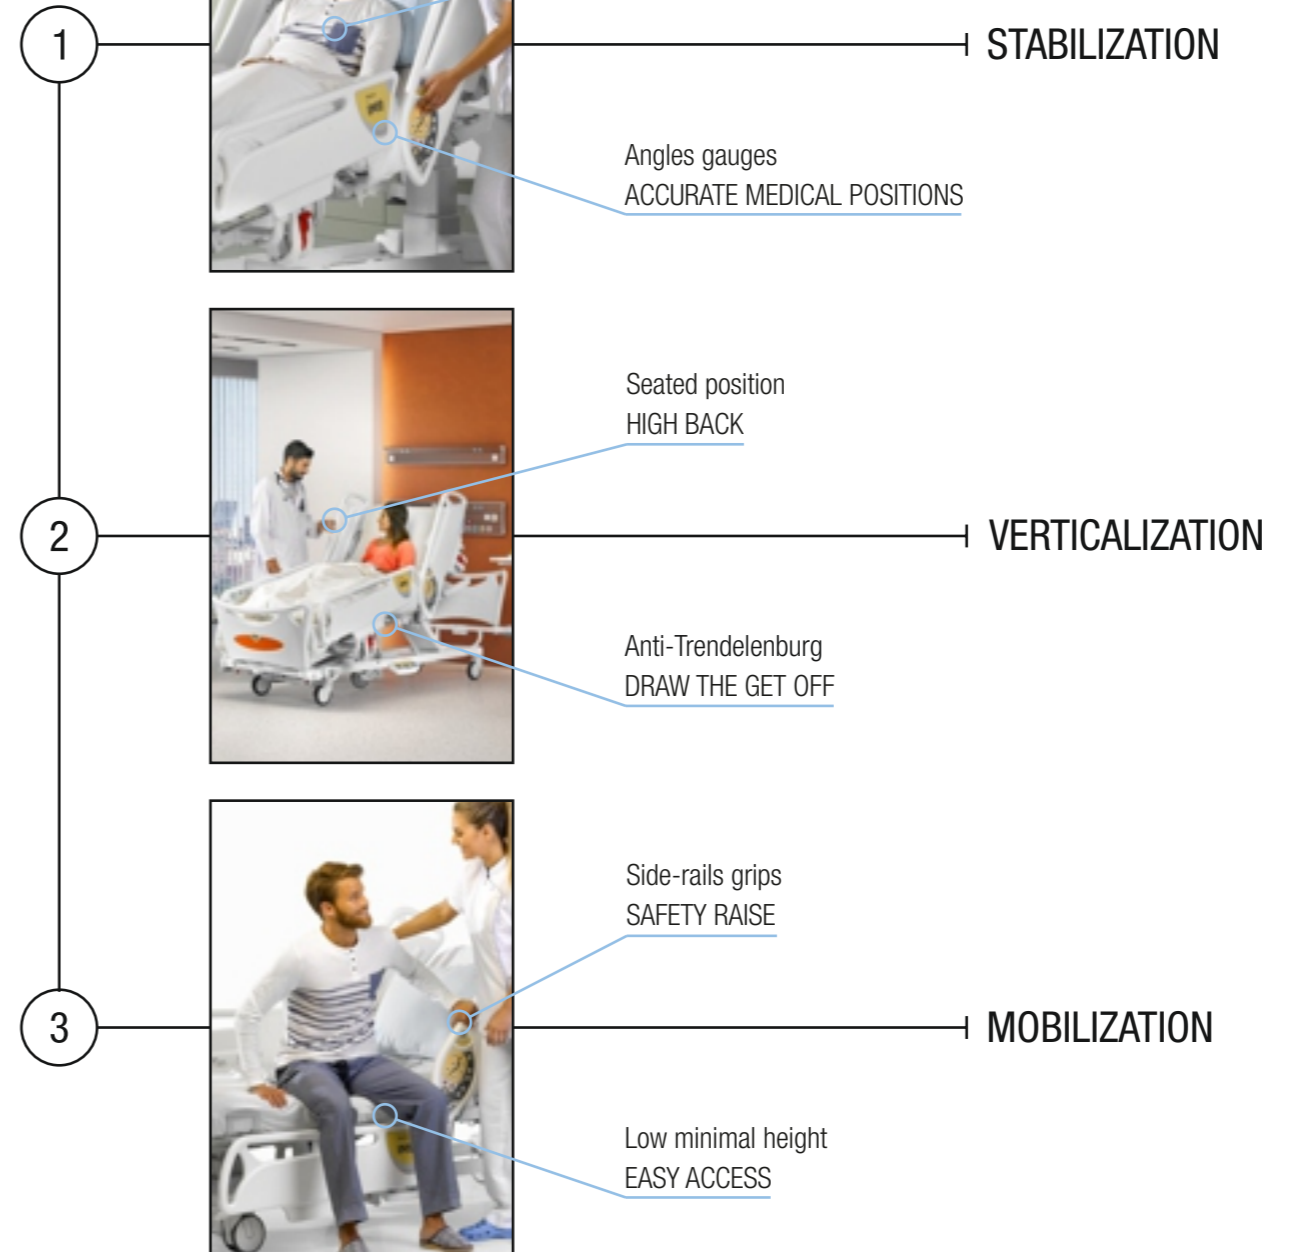 1
STABILIZATION
Angles gauges
ACCURATE MEDICAL POSITIONS
Seated position
HIGH BACK
2
VERTICALIZATION
Anti-Trendelenburg
DRAW THE GET OFF
Side-rails grips
SAFETY RAISE
3
MOBILIZATION
Low minimal height
EASY ACCESS